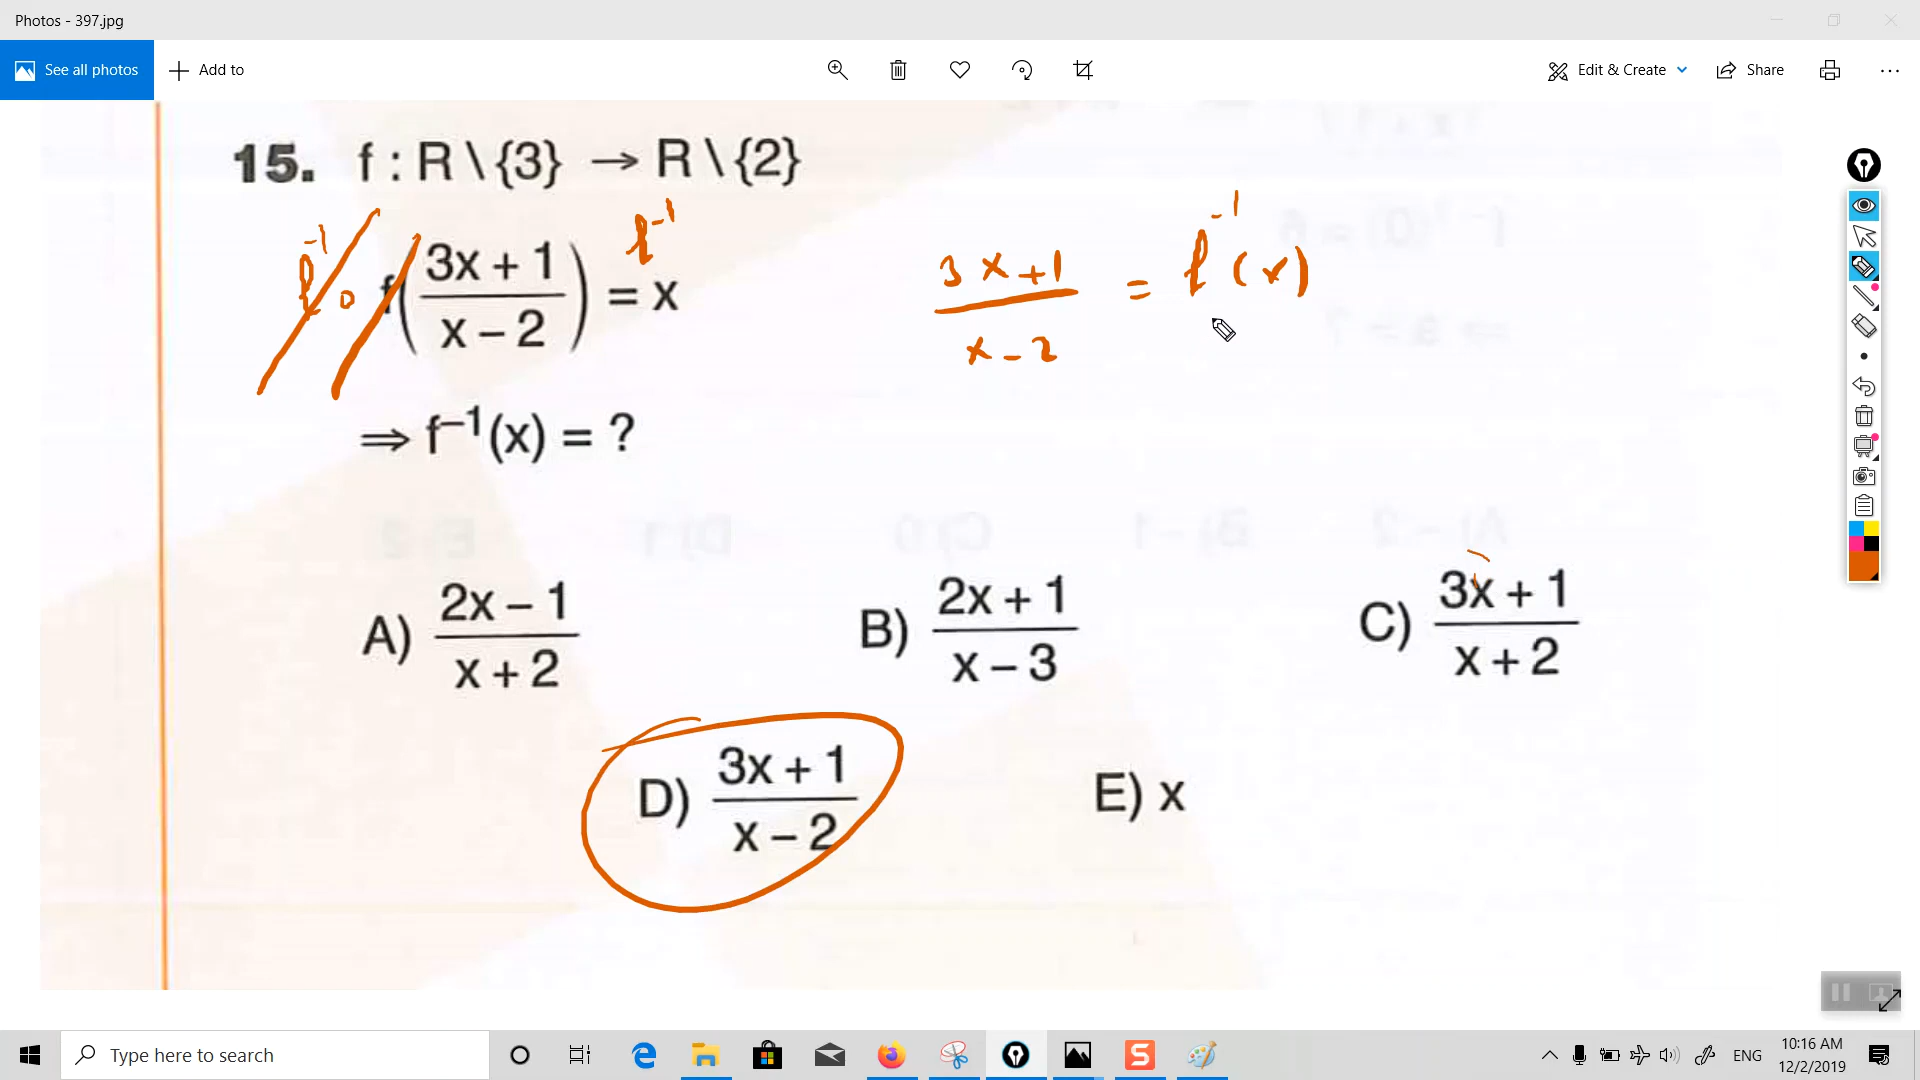 Photos - 397.jpg
See all photos
Add to
Edit & Create
Share
15. f : R \ {3} → R \ {2}
f⁻¹ o f((3x + 1)/(x − 2)) = f⁻¹ x
(3x+1)/(x-2) = f⁻¹(x)
⇒ f⁻¹(x) = ?
A) (2x − 1)/(x + 2)
B) (2x + 1)/(x − 3)
C) (3x + 1)/(x + 2)
D) (3x + 1)/(x − 2)
E) x
Type here to search
ENG
10:16 AM
12/2/2019